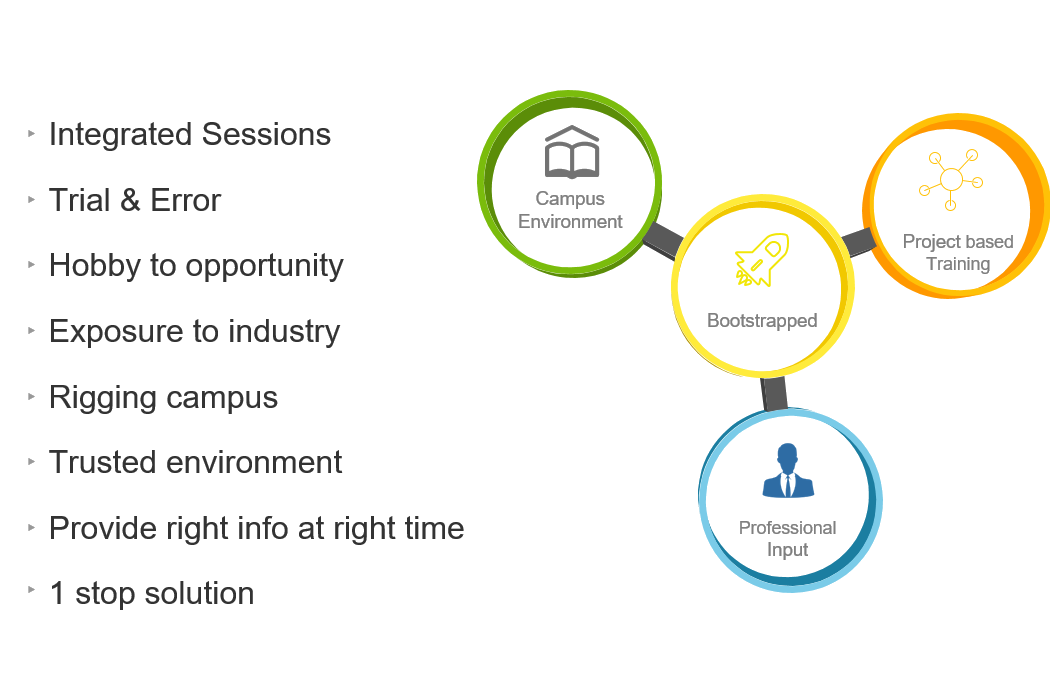 Integrated Sessions
Trial & Error
Hobby to opportunity
Exposure to industry
Rigging campus
Trusted environment
Provide right info at right time
1 stop solution
Campus
Environment
Project based
Training
Bootstrapped
Professional
Input